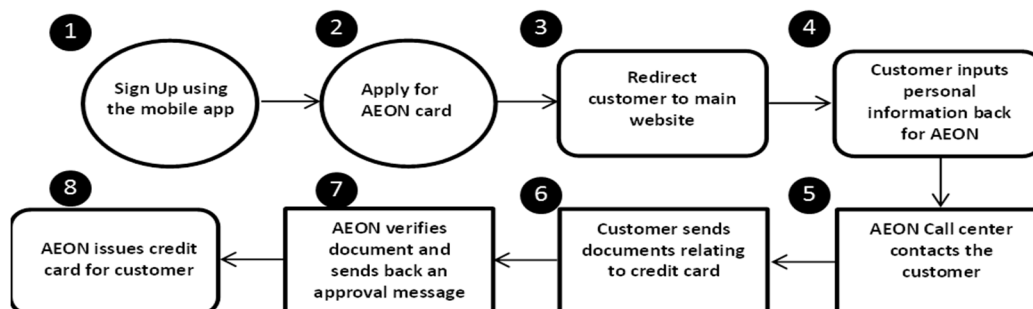 1
Sign Up using
the mobile app
2
Apply for
AEON card
3
Redirect
customer to main
website
4
Customer inputs
personal
information back
for AEON
5
AEON Call center
contacts the
customer
6
Customer sends
documents relating
to credit card
7
AEON verifies
document and
sends back an
approval message
8
AEON issues credit
card for customer